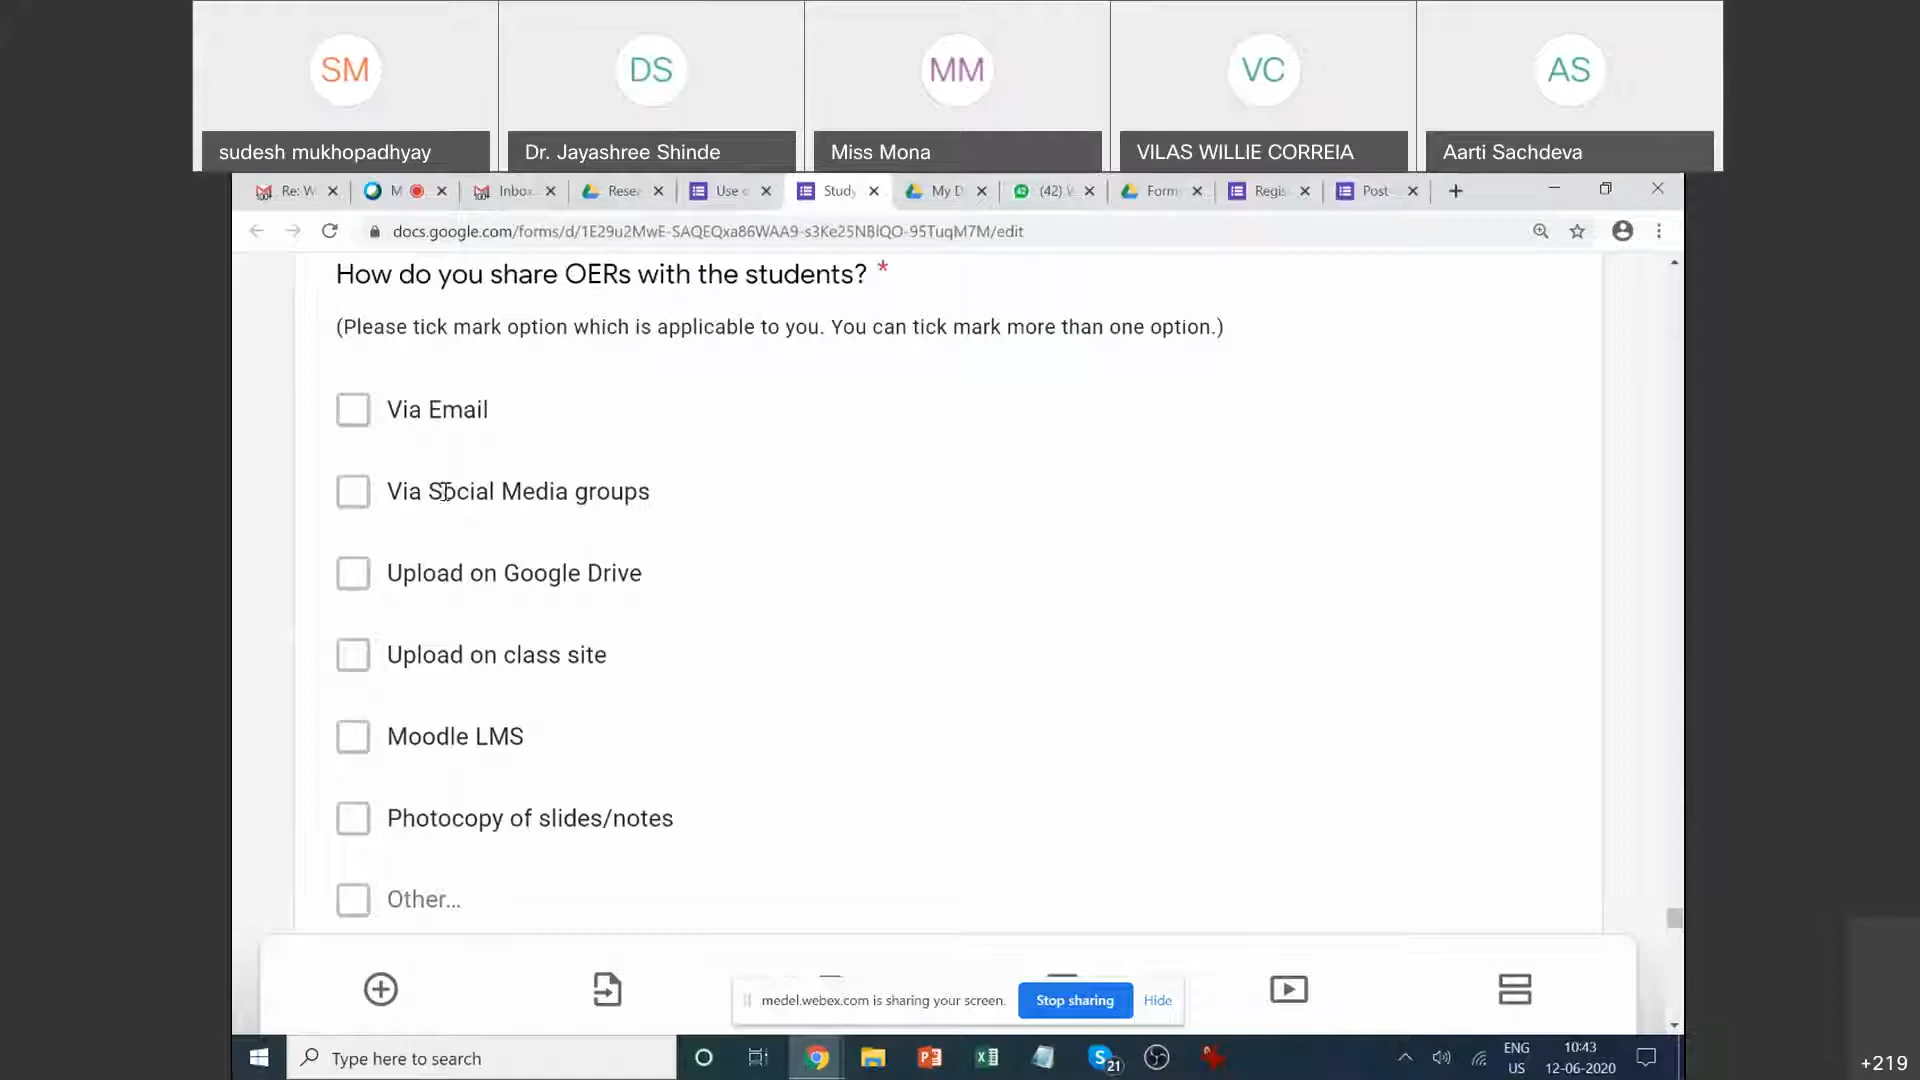 SM DS MM VC AS
sudesh mukhopadhyay Dr. Jayashree Shinde Miss Mona VILAS WILLIE CORREIA Aarti Sachdeva
Re: W M Inbox Resea Use o Study My D (42) Form Regis Post
docs.google.com/forms/d/1E29u2MwE-SAQEQxa86WAA9-s3Ke25NBlQO-95TuqM7M/edit
How do you share OERs with the students? *
(Please tick mark option which is applicable to you. You can tick mark more than one option.)
Via Email
Via Social Media groups
Upload on Google Drive
Upload on class site
Moodle LMS
Photocopy of slides/notes
Other...
medel.webex.com is sharing your screen. Stop sharing Hide
Type here to search
21
ENG
US
10:43
12-06-2020
+219